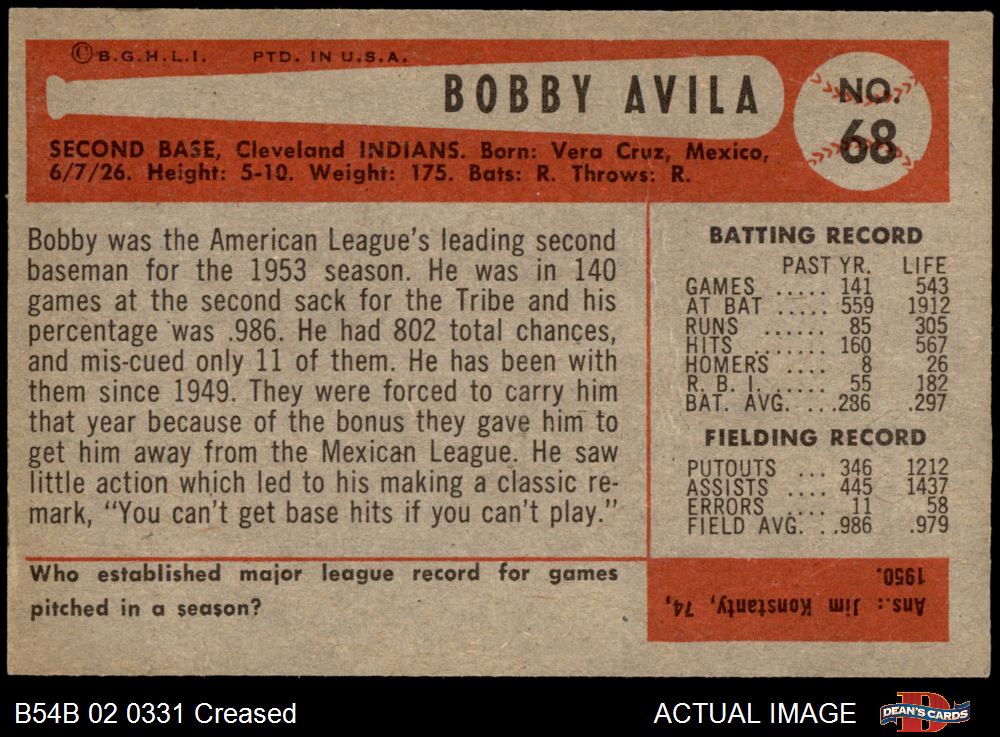 © B.G.H.L.I. PTD. IN U.S.A.
BOBBY AVILA
NO.
68
SECOND BASE, Cleveland INDIANS. Born: Vera Cruz, Mexico,
6/7/26. Height: 5-10. Weight: 175. Bats: R. Throws: R.
Bobby was the American League's leading second
baseman for the 1953 season. He was in 140
games at the second sack for the Tribe and his
percentage was .986. He had 802 total chances,
and mis-cued only 11 of them. He has been with
them since 1949. They were forced to carry him
that year because of the bonus they gave him to
get him away from the Mexican League. He saw
little action which led to his making a classic re-
mark, "You can't get base hits if you can't play."
BATTING RECORD
PAST YR. LIFE
GAMES ..... 141 543
AT BAT ..... 559 1912
RUNS ...... 85 305
HITS ....... 160 567
HOMERS .... 8 26
R. B. I. ..... 55 182
BAT. AVG. ...286 .297
FIELDING RECORD
PUTOUTS ... 346 1212
ASSISTS .... 445 1437
ERRORS .... 11 58
FIELD AVG. ..986 .979
Who established major league record for games
pitched in a season?
Ans.: Jim Konstanty, 74,
1950.
B54B 02 0331 Creased
ACTUAL IMAGE
D
DEAN'S CARDS